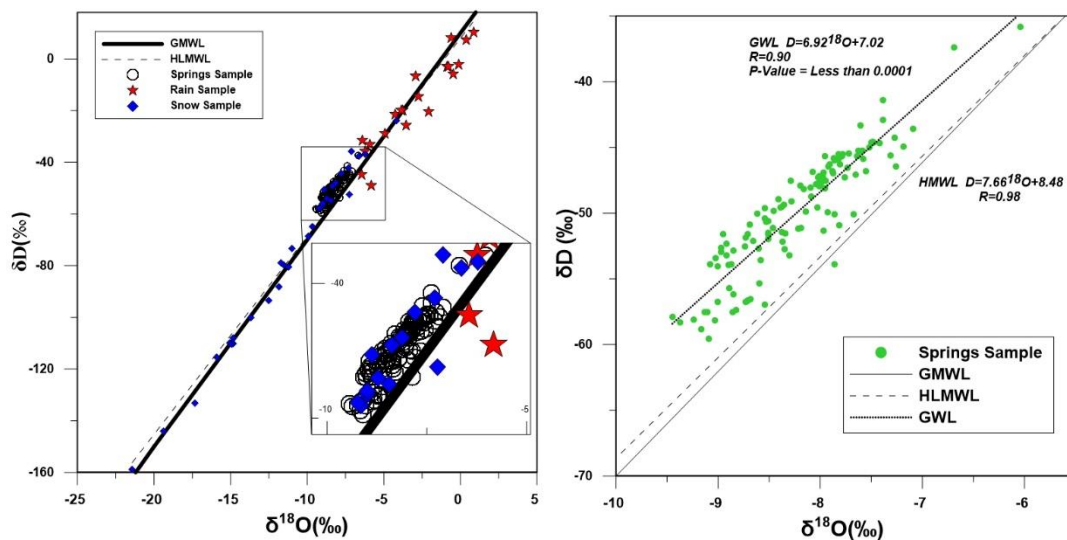 GMWL
HLMWL
Springs Sample
Rain Sample
Snow Sample
0
-40
-80
-120
-160
δD(‰)
-40
-10
-5
-25
-20
-15
-10
-5
0
5
δ18O(‰)
GWL D=6.92¹⁸O+7.02
R=0.90
P-Value = Less than 0.0001
HMWL D=7.66¹⁸O+8.48
R=0.98
-40
-50
-60
-70
δD(‰)
Springs Sample
GMWL
HLMWL
GWL
-10
-9
-8
-7
-6
δ18O(‰)